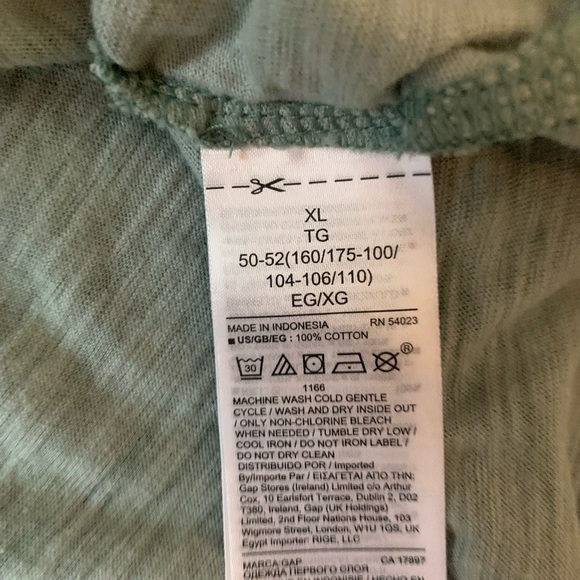 XL
TG
50-52(160/175-100/
104-106/110)
EG/XG
MADE IN INDONESIA RN 54023
■ US/GB/EG : 100% COTTON
30
®
1166
MACHINE WASH COLD GENTLE
CYCLE / WASH AND DRY INSIDE OUT
/ ONLY NON-CHLORINE BLEACH
WHEN NEEDED / TUMBLE DRY LOW /
COOL IRON / DO NOT IRON LABEL /
DO NOT DRY CLEAN
DISTRIBUIDO POR / Imported
By/Importe Par / ΕΙΣΑΓΕΤΑΙ ΑΠΟ ΤΗΝ:
Gap Stores (Ireland) Limited c/o Arthur
Cox, 10 Earlsfort Terrace, Dublin 2, D02
T380, Ireland, Gap (UK Holdings)
Limited, 2nd Floor Nations House, 103
Wigmore Street, London, W1U 1QS, UK
Egypt Importer: RIGE, LLC
MARCA:GAP CA 17897
ОДЕЖДА ПЕРВОГО СЛОЯ